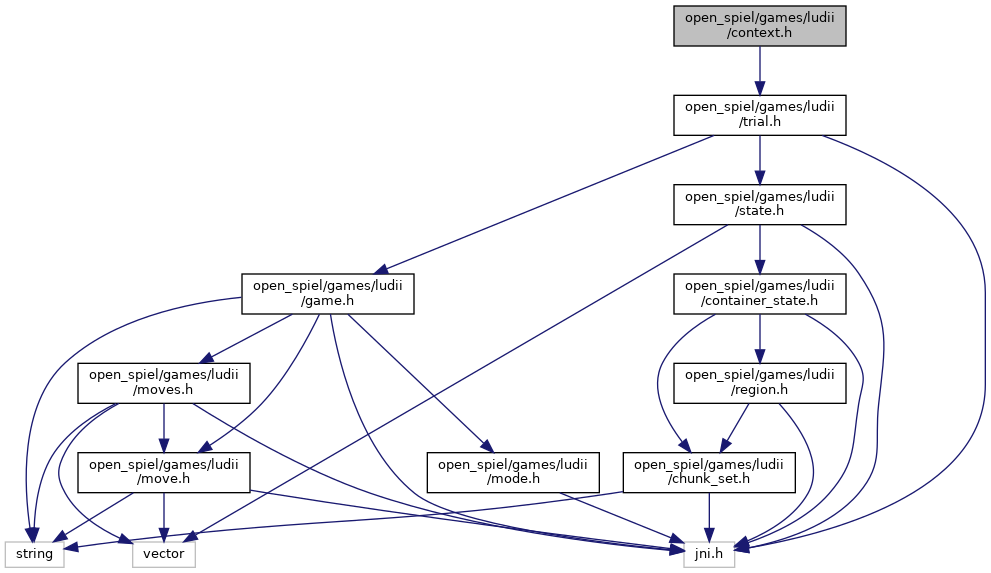 open_spiel/games/ludii
/context.h
open_spiel/games/ludii
/trial.h
open_spiel/games/ludii
/state.h
open_spiel/games/ludii
/game.h
open_spiel/games/ludii
/container_state.h
open_spiel/games/ludii
/moves.h
open_spiel/games/ludii
/region.h
open_spiel/games/ludii
/move.h
open_spiel/games/ludii
/mode.h
open_spiel/games/ludii
/chunk_set.h
string
vector
jni.h